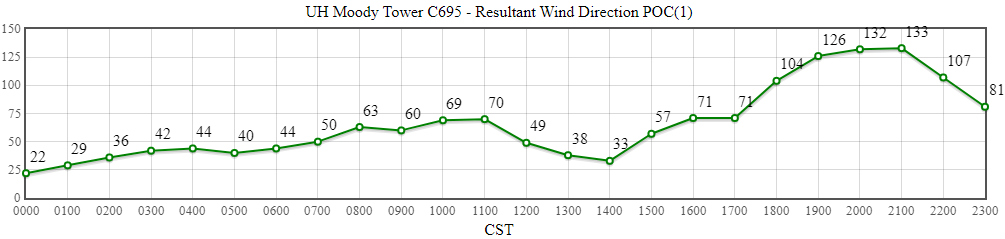 UH Moody Tower C695 - Resultant Wind Direction POC(1)
150
125
100
75
50
25
0
22 29 36 42 44 40 44 50 63 60 69 70 49 38 33 57 71 71 104 126 132 133 107 81
0000 0100 0200 0300 0400 0500 0600 0700 0800 0900 1000 1100 1200 1300 1400 1500 1600 1700 1800 1900 2000 2100 2200 2300
CST